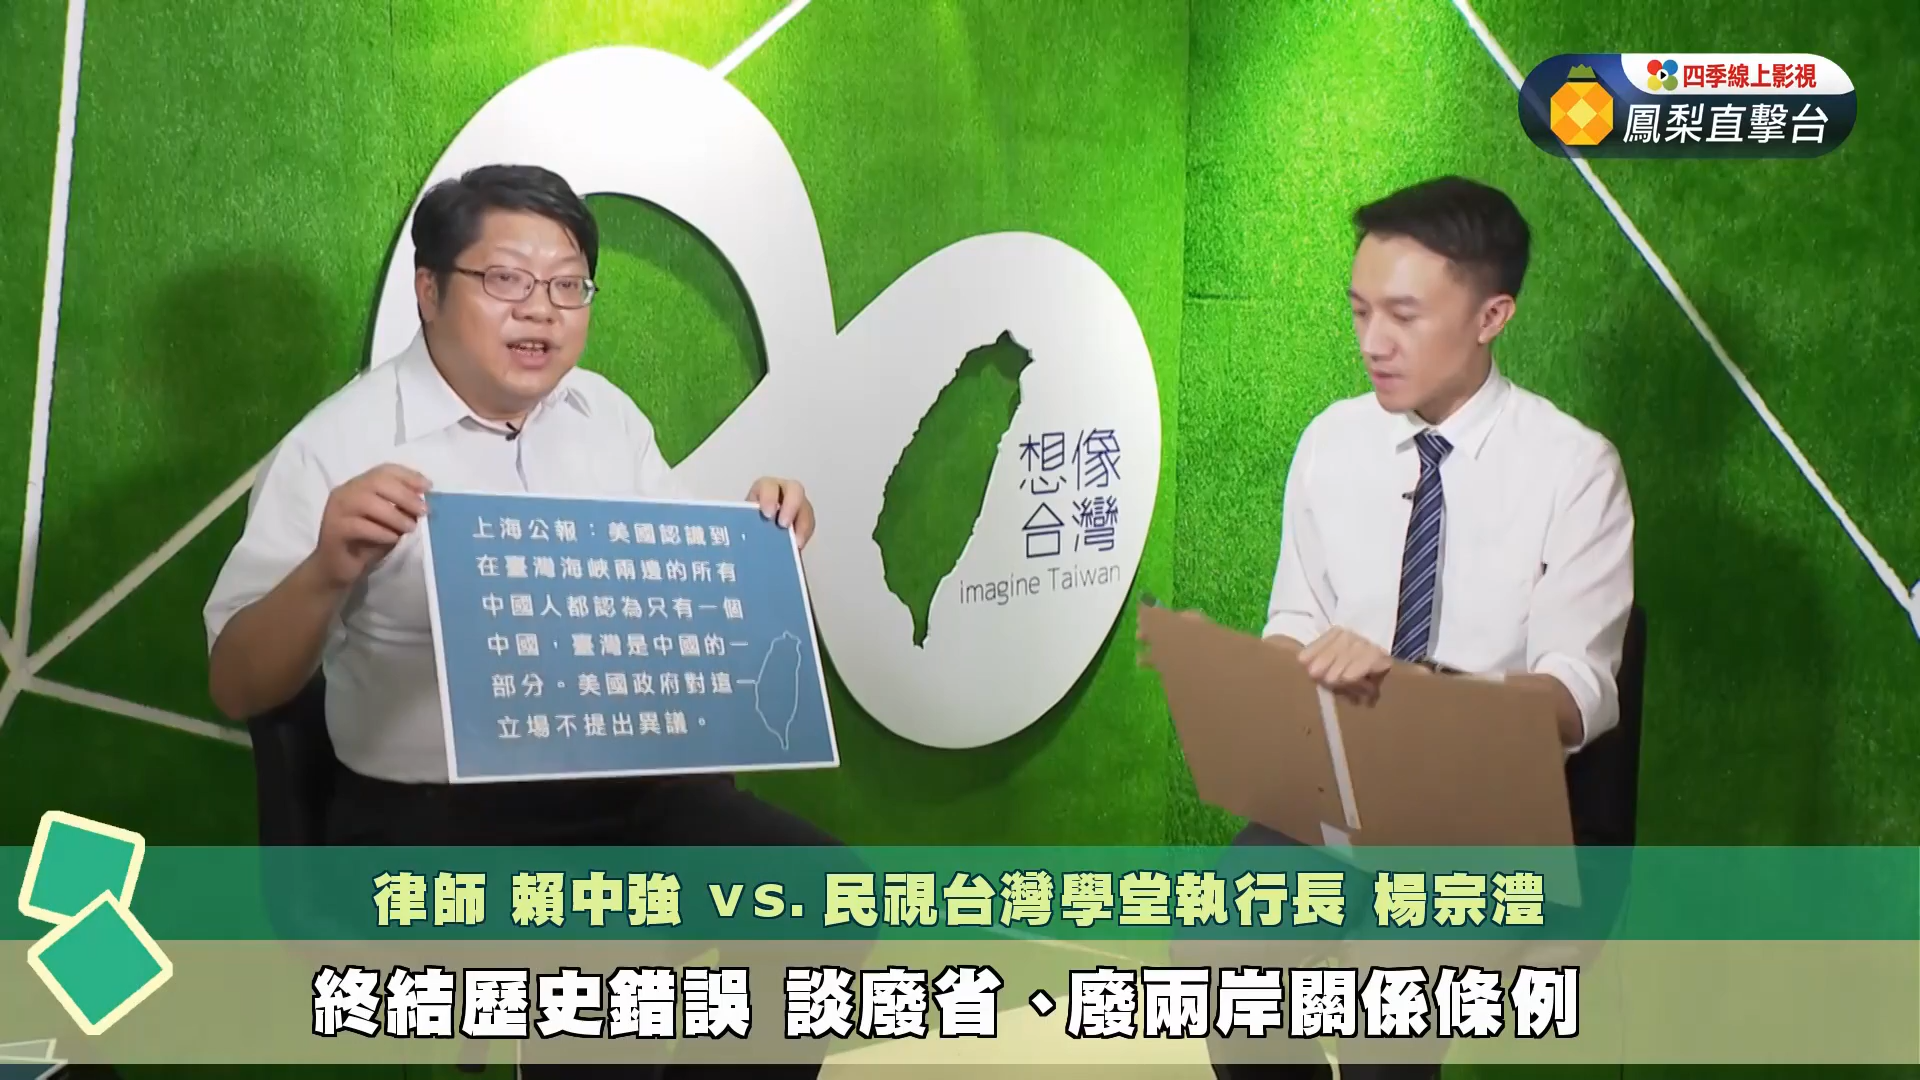 四季線上影視
鳳梨直擊台
想像
台灣
imagine Taiwan
上海公報：美國認識到，
在臺灣海峽兩邊的所有
中國人都認為只有一個
中國，臺灣是中國的一
部分。美國政府對這一
立場不提出異議。
律師 賴中強 vs. 民視台灣學堂執行長 楊宗澧
終結歷史錯誤 談廢省、廢兩岸關係條例